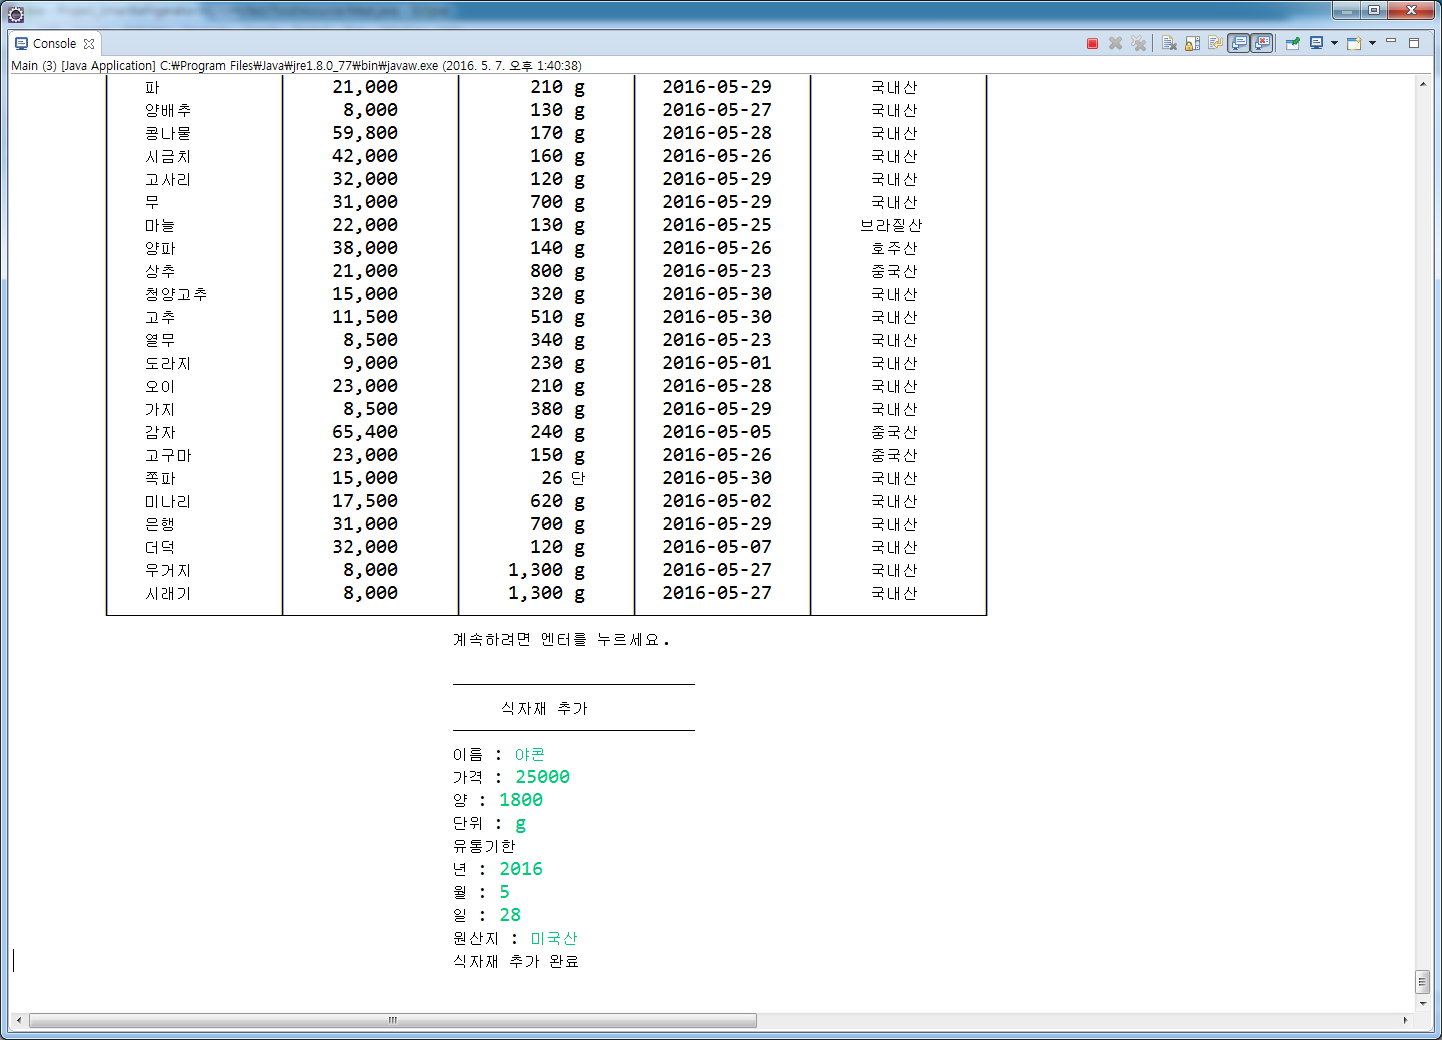 Console
Main (3) [Java Application] C:₩Program Files₩Java₩jre1.8.0_77₩bin₩javaw.exe (2016. 5. 7. 오후 1:40:38)
파 21,000 210 g 2016-05-29 국내산
양배추 8,000 130 g 2016-05-27 국내산
콩나물 59,800 170 g 2016-05-28 국내산
시금치 42,000 160 g 2016-05-26 국내산
고사리 32,000 120 g 2016-05-29 국내산
무 31,000 700 g 2016-05-29 국내산
마늘 22,000 130 g 2016-05-25 브라질산
양파 38,000 140 g 2016-05-26 호주산
상추 21,000 800 g 2016-05-23 중국산
청양고추 15,000 320 g 2016-05-30 국내산
고추 11,500 510 g 2016-05-30 국내산
열무 8,500 340 g 2016-05-23 국내산
도라지 9,000 230 g 2016-05-01 국내산
오이 23,000 210 g 2016-05-28 국내산
가지 8,500 380 g 2016-05-29 국내산
감자 65,400 240 g 2016-05-05 중국산
고구마 23,000 150 g 2016-05-26 중국산
쪽파 15,000 26 단 2016-05-30 국내산
미나리 17,500 620 g 2016-05-02 국내산
은행 31,000 700 g 2016-05-29 국내산
더덕 32,000 120 g 2016-05-07 국내산
우거지 8,000 1,300 g 2016-05-27 국내산
시래기 8,000 1,300 g 2016-05-27 국내산
계속하려면 엔터를 누르세요.
식자재 추가
이름 : 야콘
가격 : 25000
양 : 1800
단위 : g
유통기한
년 : 2016
월 : 5
일 : 28
원산지 : 미국산
식자재 추가 완료